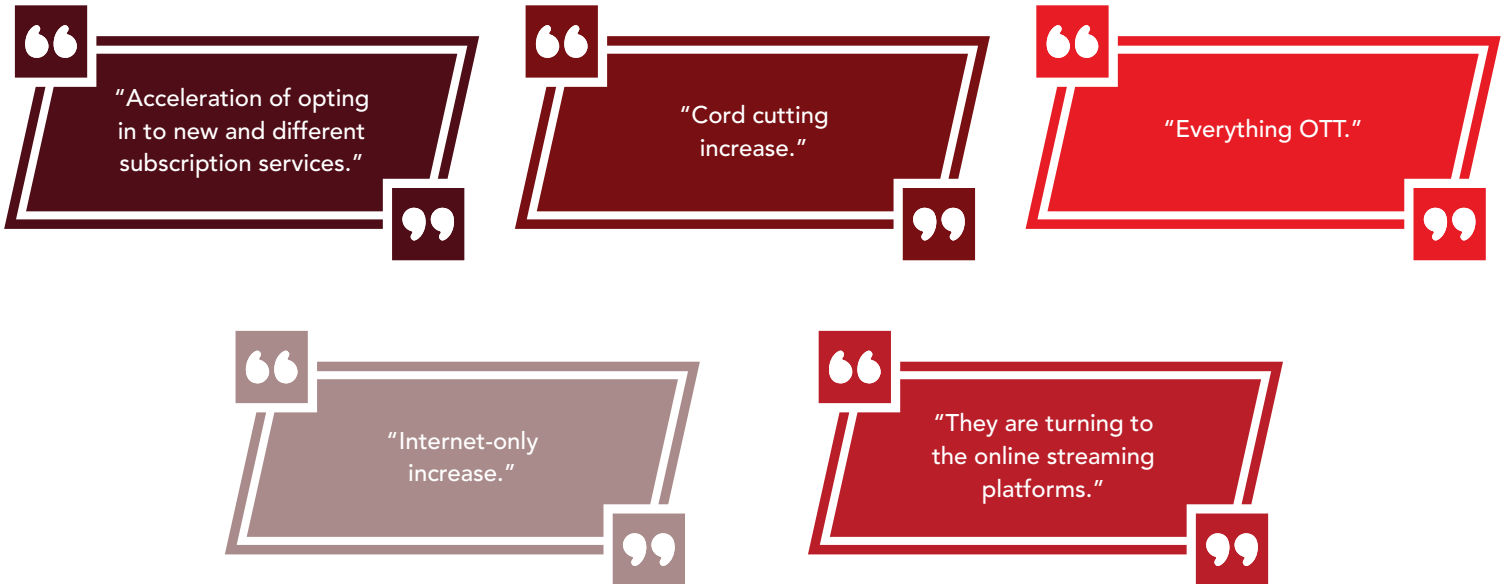 “Acceleration of opting
in to new and different
subscription services.”
“Cord cutting
increase.”
“Everything OTT.”
“Internet-only
increase.”
“They are turning to
the online streaming
platforms.”